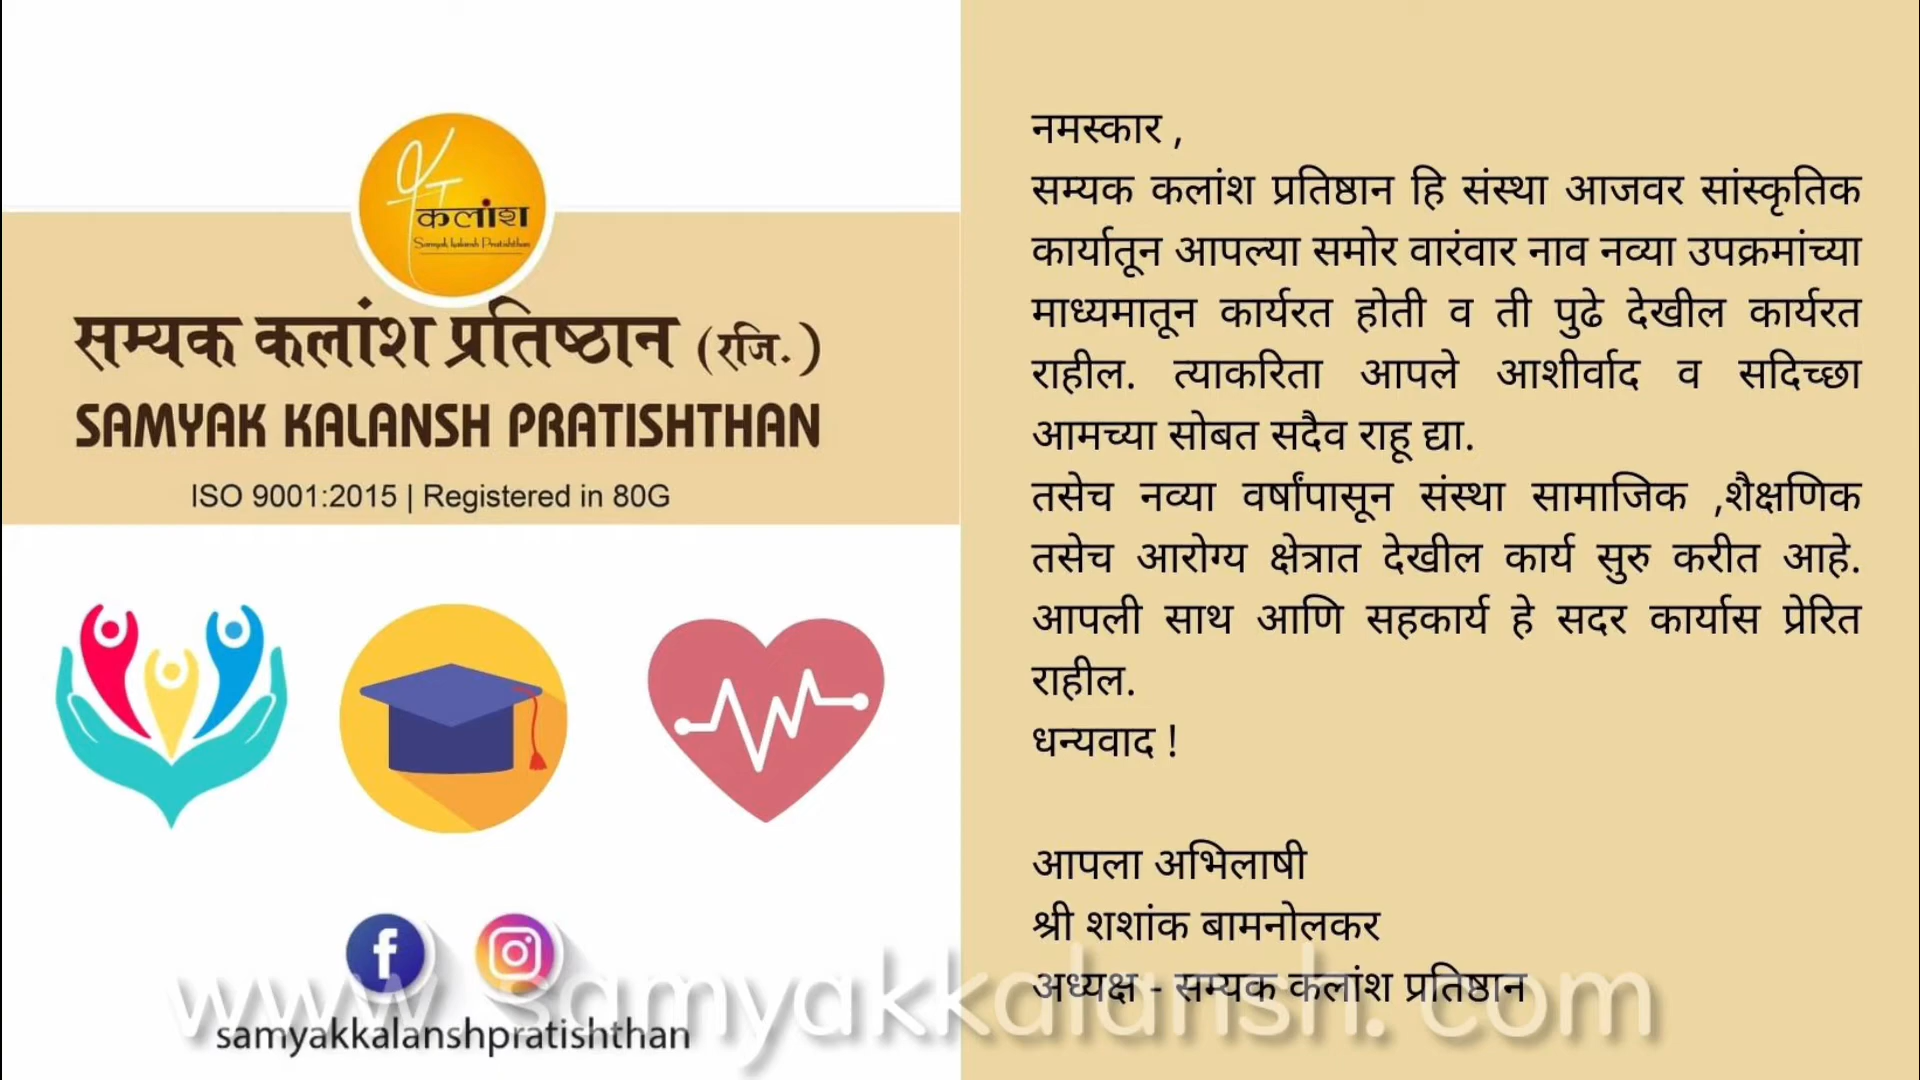 कलांश
Samyak kalansh Pratishthan
सम्यक कलांश प्रतिष्ठान (रजि.)
SAMYAK KALANSH PRATISHTHAN
ISO 9001:2015 | Registered in 80G
samyakkalanshpratishthan
नमस्कार ,
सम्यक कलांश प्रतिष्ठान हि संस्था आजवर सांस्कृतिक
कार्यातून आपल्या समोर वारंवार नाव नव्या उपक्रमांच्या
माध्यमातून कार्यरत होती व ती पुढे देखील कार्यरत
राहील. त्याकरिता आपले आशीर्वाद व सदिच्छा
आमच्या सोबत सदैव राहू द्या.
तसेच नव्या वर्षांपासून संस्था सामाजिक ,शैक्षणिक
तसेच आरोग्य क्षेत्रात देखील कार्य सुरु करीत आहे.
आपली साथ आणि सहकार्य हे सदर कार्यास प्रेरित
राहील.
धन्यवाद !
आपला अभिलाषी
श्री शशांक बामनोलकर
अध्यक्ष - सम्यक कलांश प्रतिष्ठान
www.samyakkalansh.com